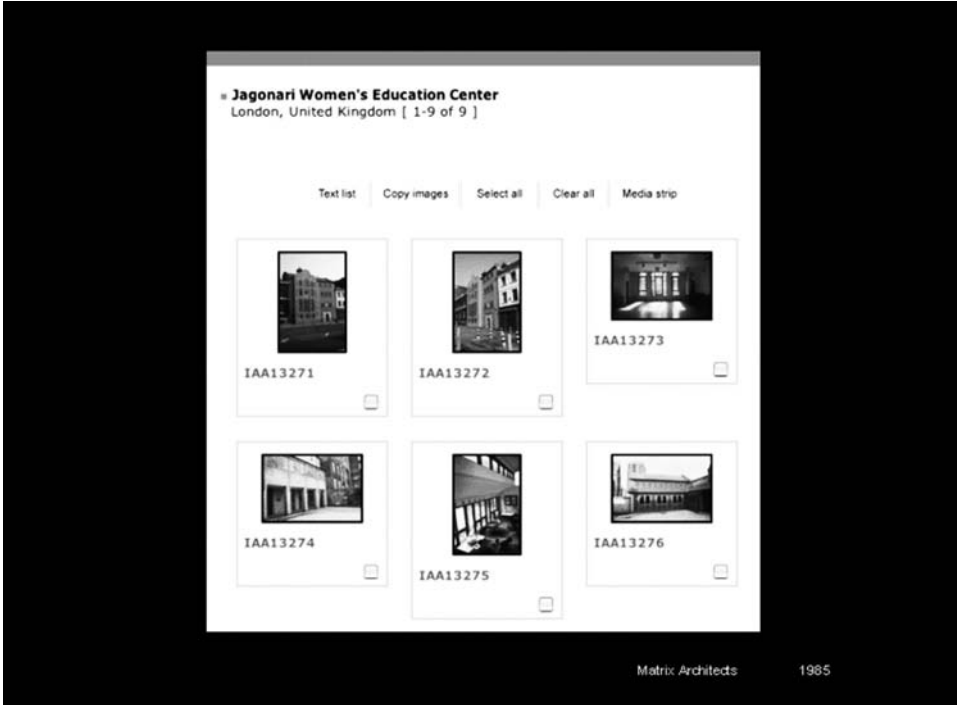 Jagonari Women's Education Center
London, United Kingdom [ 1-9 of 9 ]
Text list Copy images Select all Clear all Media strip
IAA13271 IAA13272 IAA13273
IAA13274 IAA13275 IAA13276
Matrix Architects 1985